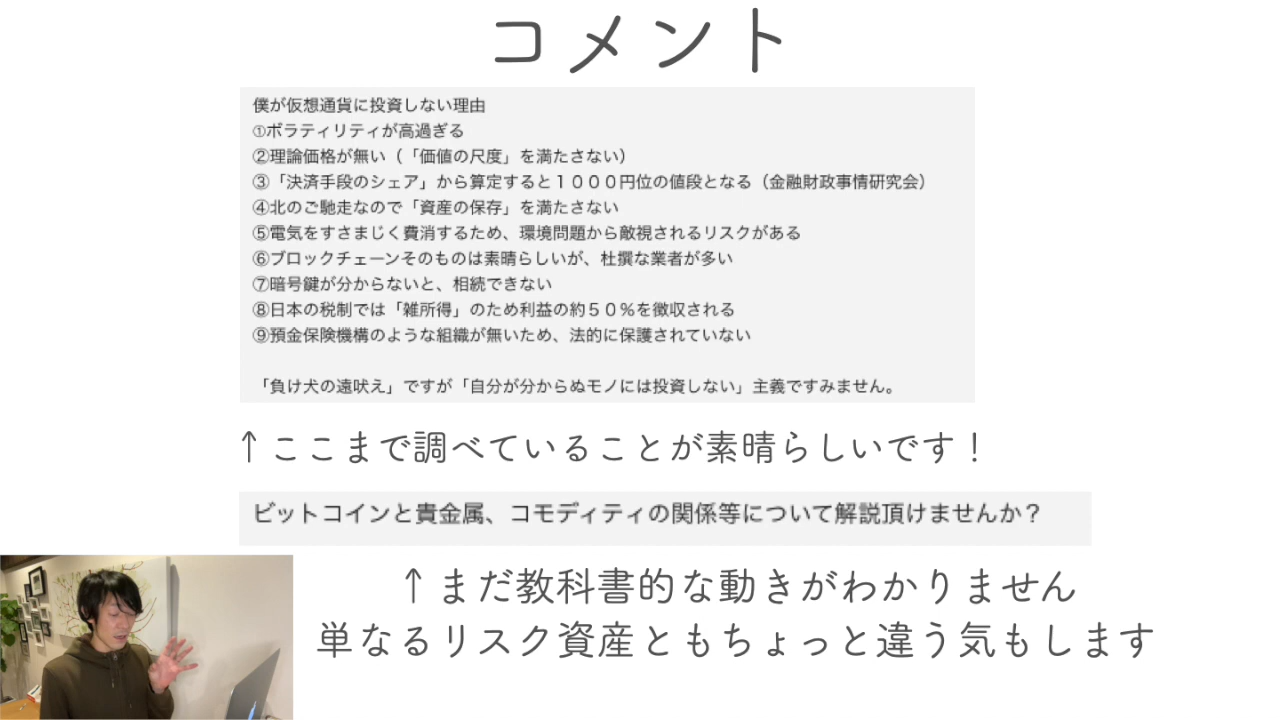 コメント
僕が仮想通貨に投資しない理由
①ボラティリティが高過ぎる
②理論価格が無い（「価値の尺度」を満たさない）
③「決済手段のシェア」から算定すると１０００円位の値段となる（金融財政事情研究会）
④北のご馳走なので「資産の保存」を満たさない
⑤電気をすさまじく費消するため、環境問題から敵視されるリスクがある
⑥ブロックチェーンそのものは素晴らしいが、杜撰な業者が多い
⑦暗号鍵が分からないと、相続できない
⑧日本の税制では「雑所得」のため利益の約５０％を徴収される
⑨預金保険機構のような組織が無いため、法的に保護されていない
「負け犬の遠吠え」ですが「自分が分からぬモノには投資しない」主義ですみません。
↑ここまで調べていることが素晴らしいです！
ビットコインと貴金属、コモディティの関係等について解説頂けませんか？
↑まだ教科書的な動きがわかりません
単なるリスク資産ともちょっと違う気もします